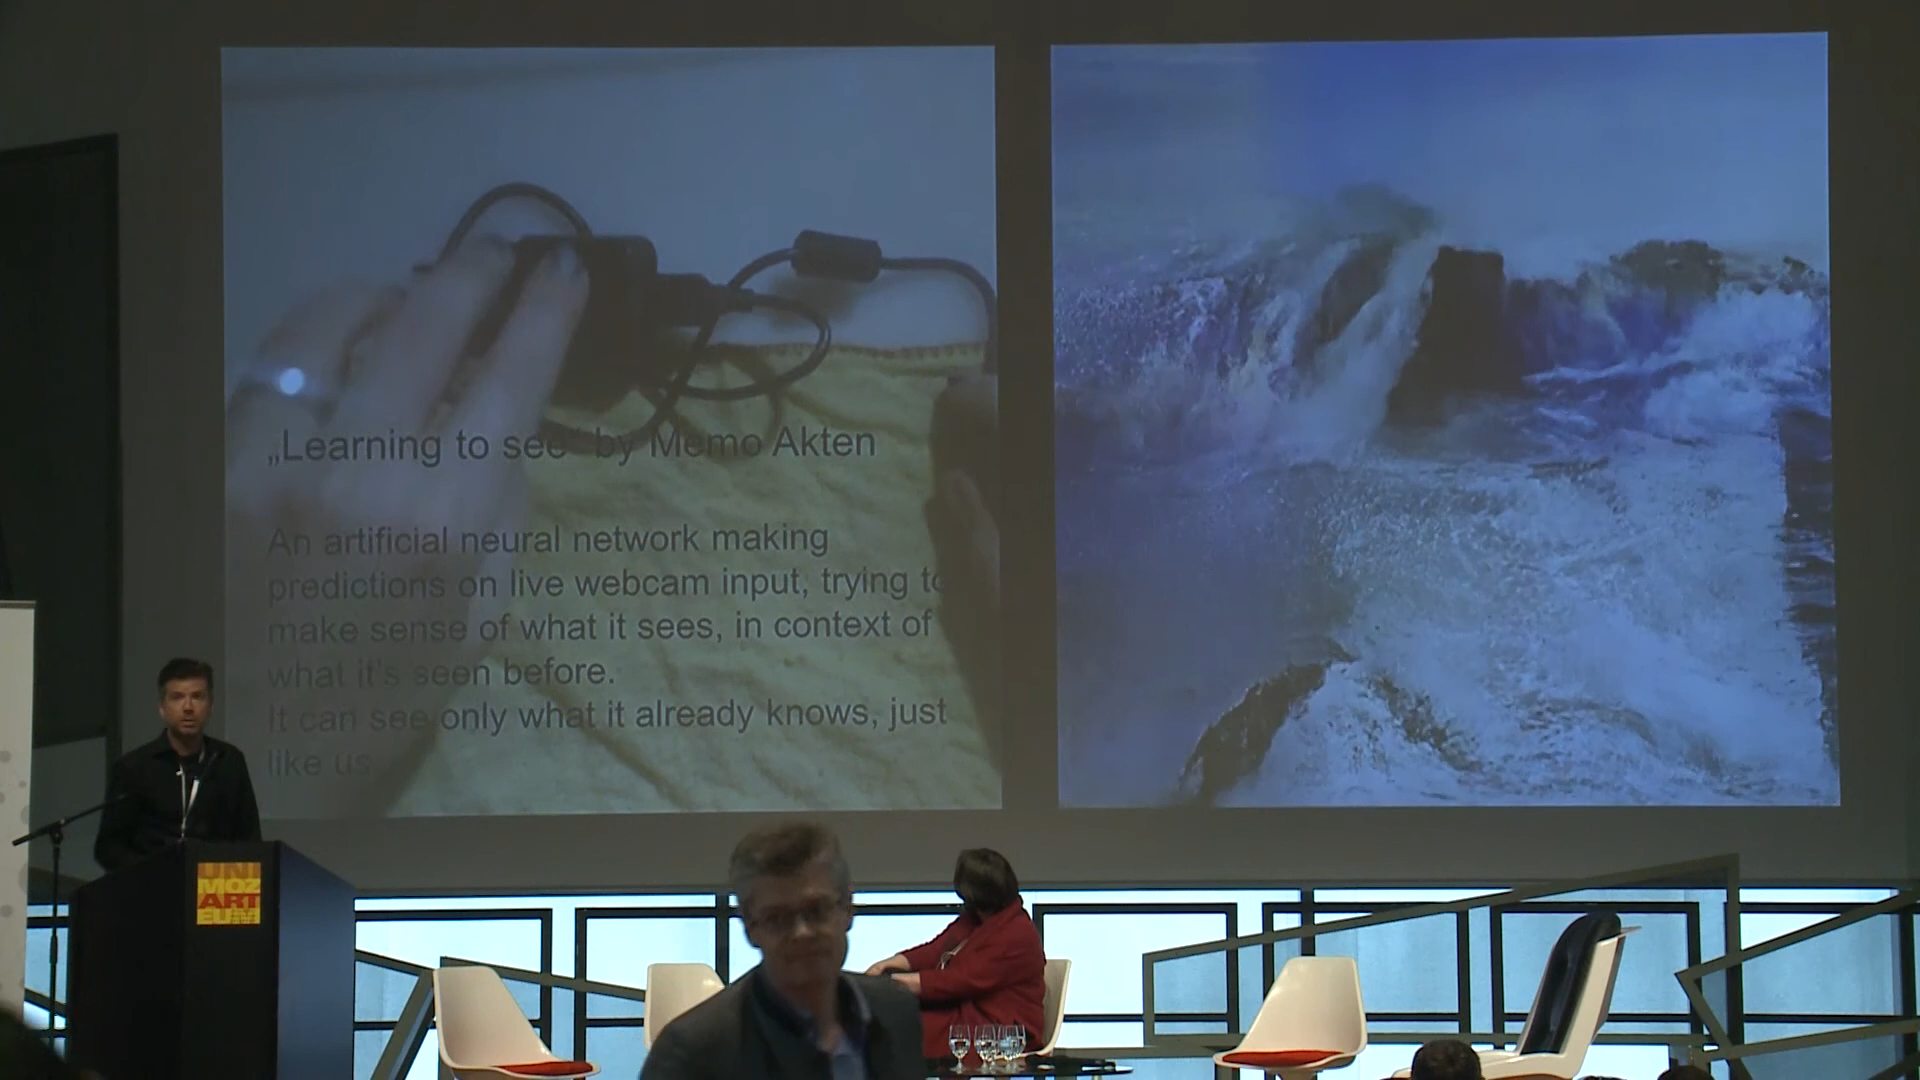 „Learning to see“ by Memo Akten
An artificial neural network making
predictions on live webcam input, trying to
make sense of what it sees, in context of
what it's seen before.
It can see only what it already knows, just
like us
UNI
MOZ
ART
EUM